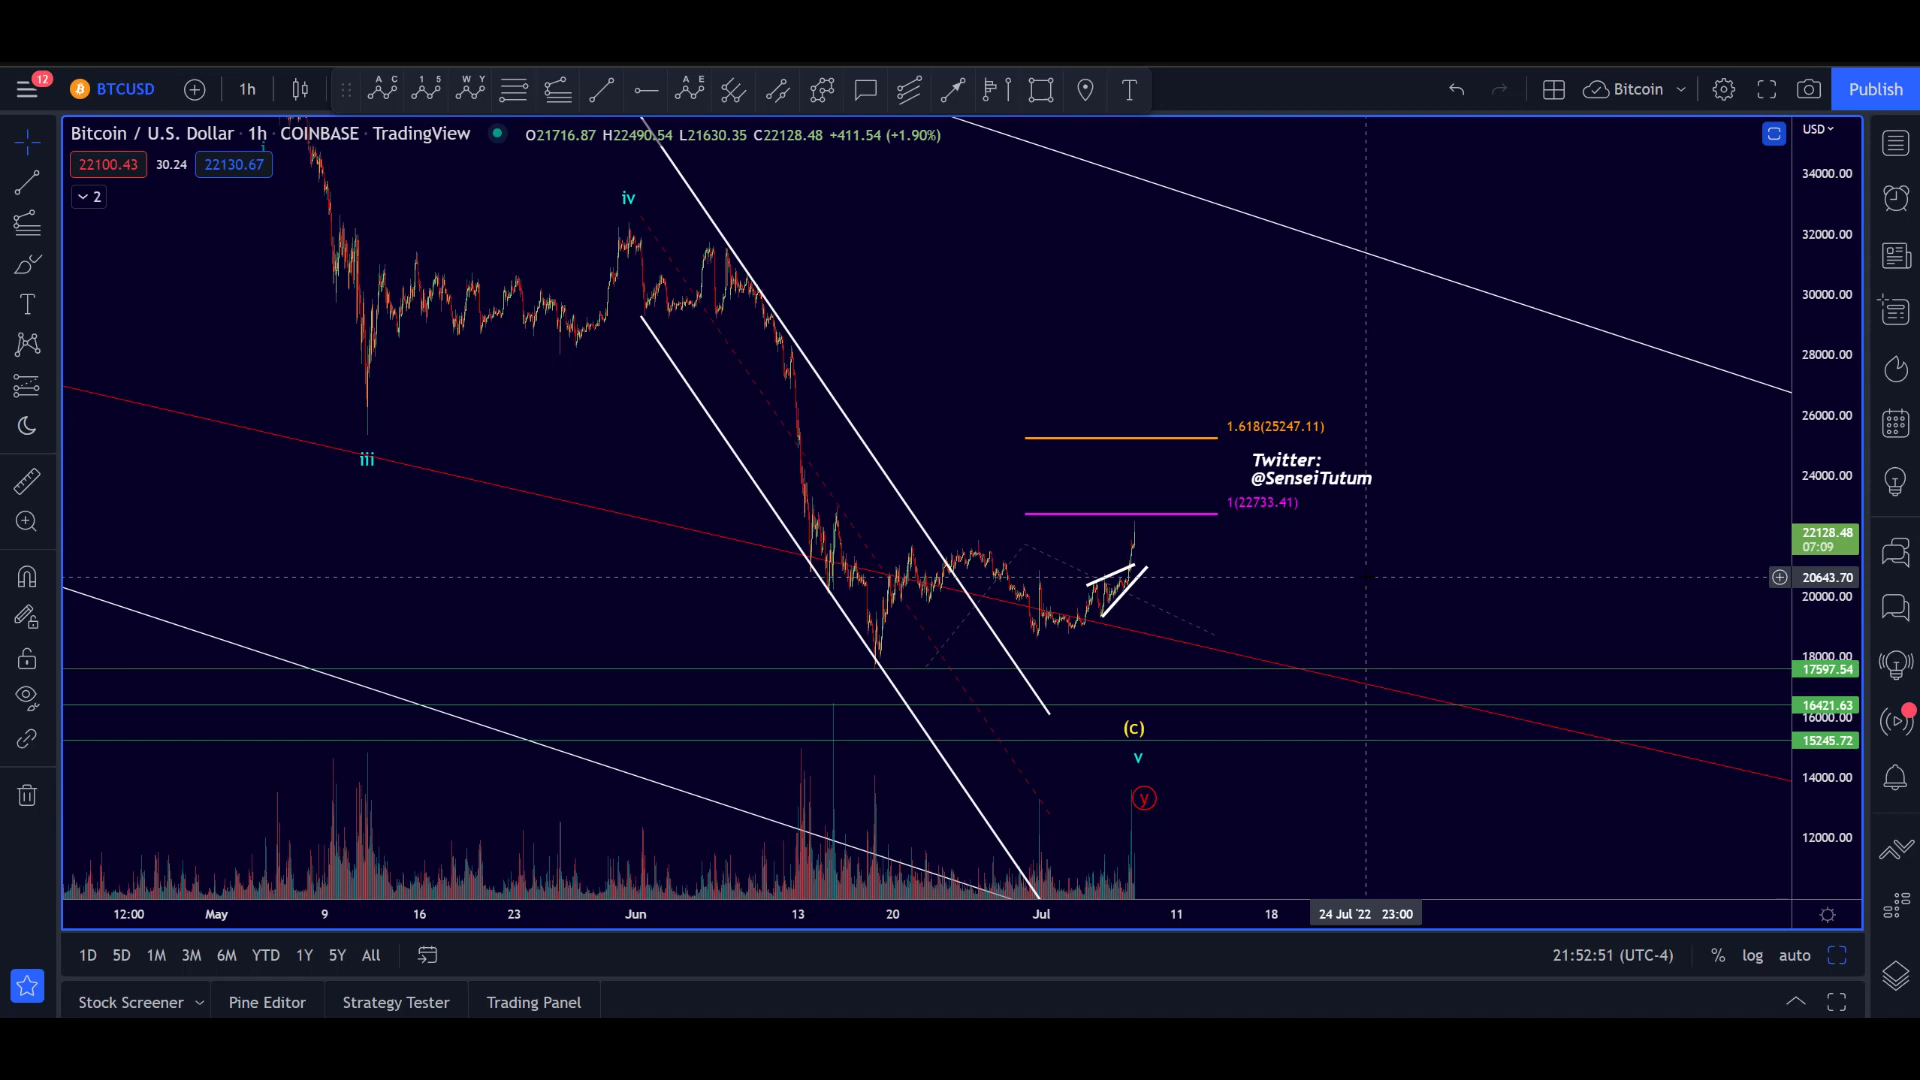 12
BTCUSD
1h
A C
1 5
W Y
A E
Bitcoin
Publish
Bitcoin / U.S. Dollar · 1h · COINBASE · TradingView
O21716.87 H22490.54 L21630.35 C22128.48 +411.54 (+1.90%)
USD
i
22100.43 30.24 22130.67
2
34000.00
iv
32000.00
30000.00
28000.00
26000.00
1.618(25247.11)
iii
Twitter:
@SenseiTutum
24000.00
1(22733.41)
22128.48
07:09
20643.70
20000.00
18000.00
17597.54
16421.63
16000.00
(c)
15245.72
v
14000.00
y
12000.00
12:00 May 9 16 23 Jun 13 20 Jul 11 18 24 Jul '22 23:00
1D 5D 1M 3M 6M YTD 1Y 5Y All
21:52:51 (UTC-4) % log auto
Stock Screener Pine Editor Strategy Tester Trading Panel